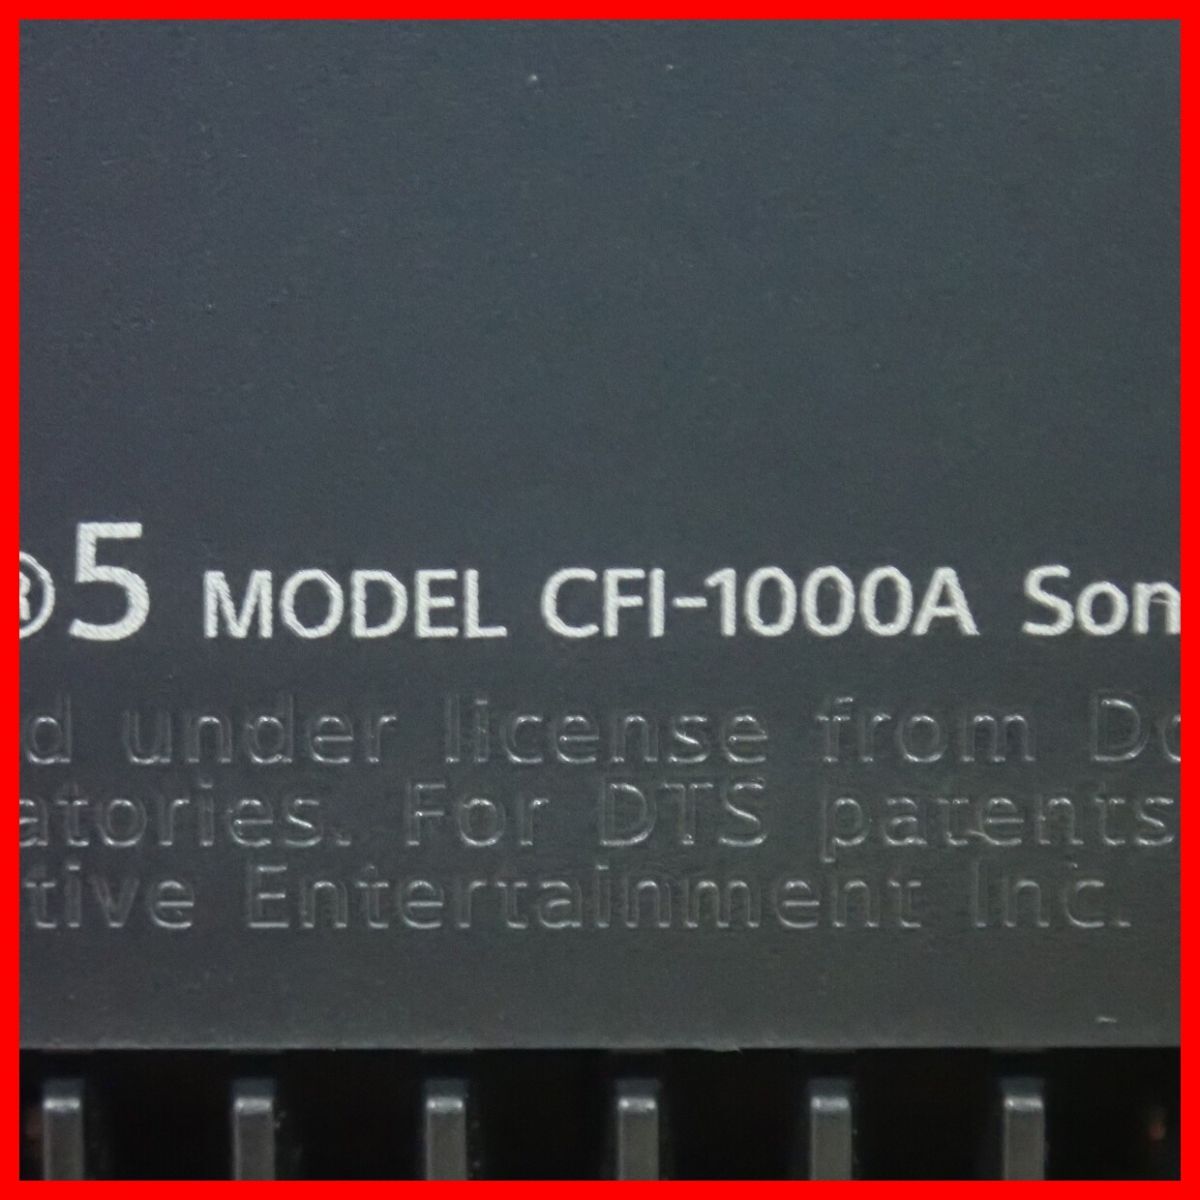 ®5 MODEL CFI-1000A Son
d under license from Do
atories. For DTS patents
tive Entertainment Inc.